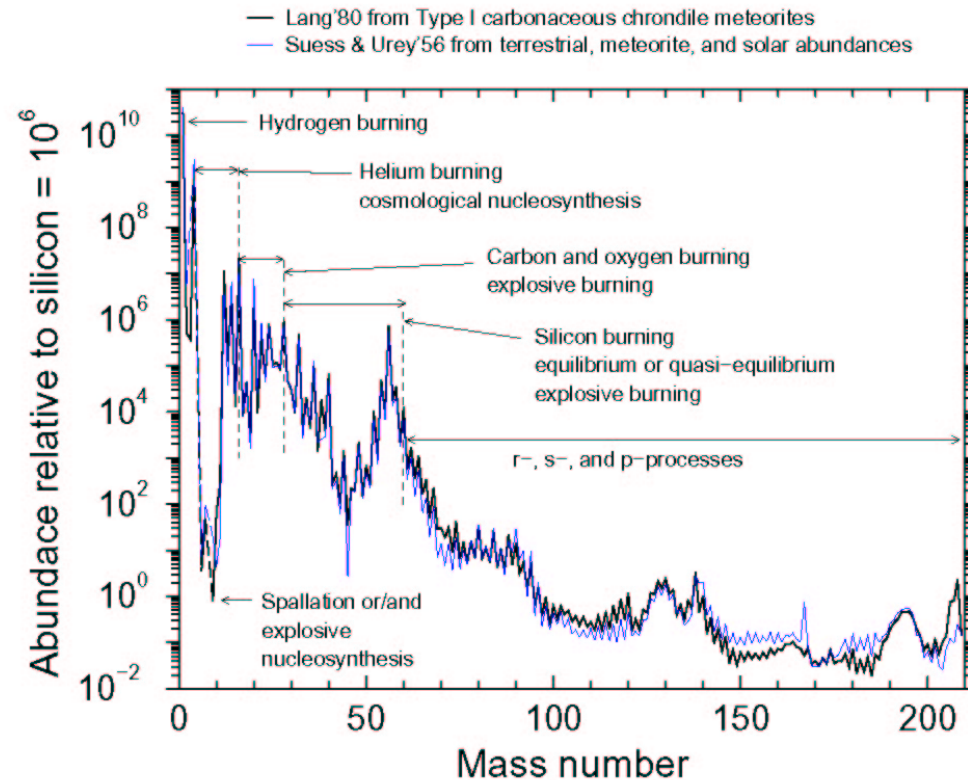 Lang'80 from Type I carbonaceous chrondile meteorites
Suess & Urey'56 from terrestrial, meteorite, and solar abundances
Abundace relative to silicon = 10^6
10^10
10^8
10^6
10^4
10^2
10^0
10^−2
Hydrogen burning
Helium burning
cosmological nucleosynthesis
Carbon and oxygen burning
explosive burning
Silicon burning
equilibrium or quasi−equilibrium
explosive burning
r−, s−, and p−processes
Spallation or/and
explosive
nucleosynthesis
0
50
100
150
200
Mass number